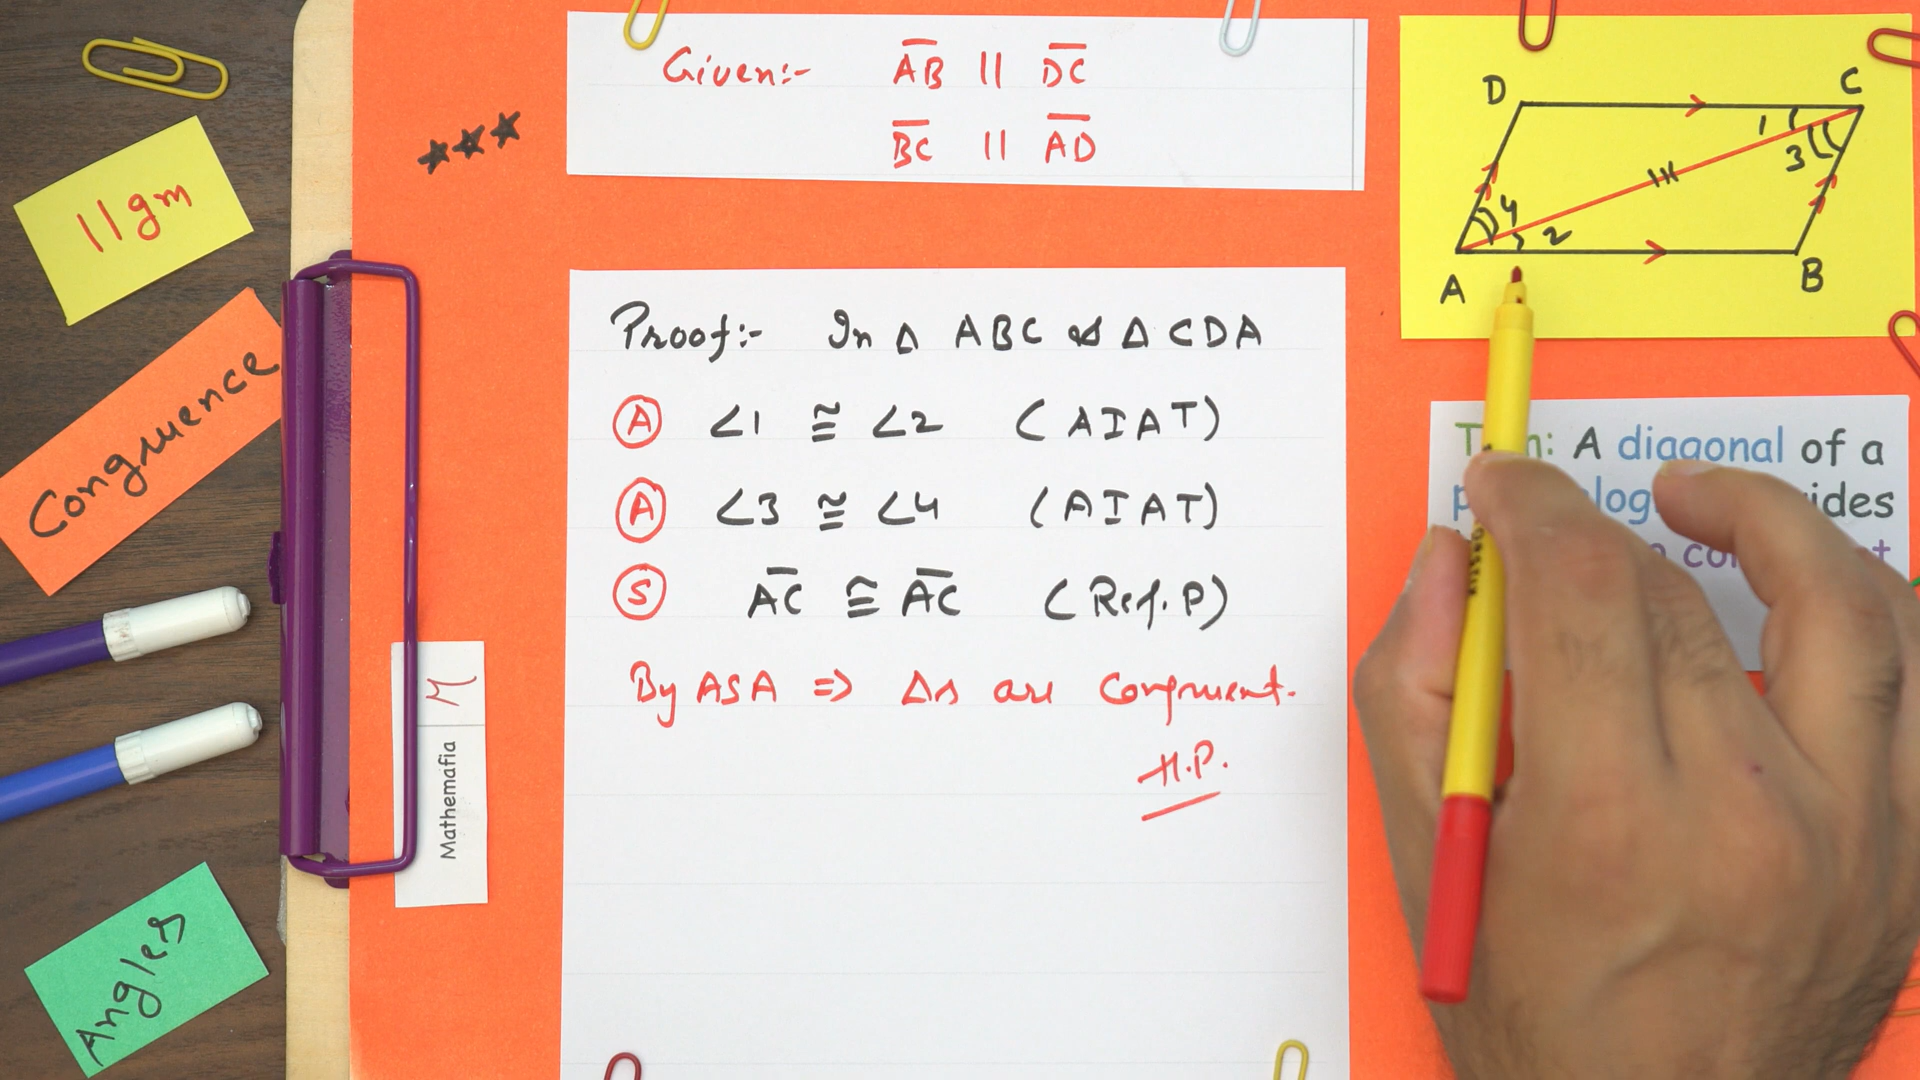 Given:- AB || DC
BC || AD
||gm
Congruence
Angles
M
Mathemafia
Proof:- In Δ ABC & Δ CDA
A ∠1 ≅ ∠2 (AIAT)
A ∠3 ≅ ∠4 (AIAT)
S AC ≅ AC (Ref.P)
By ASA ⇒ Δs are Congruent.
H.P.
D C
1
3
4
2
A B
A diagonal of a